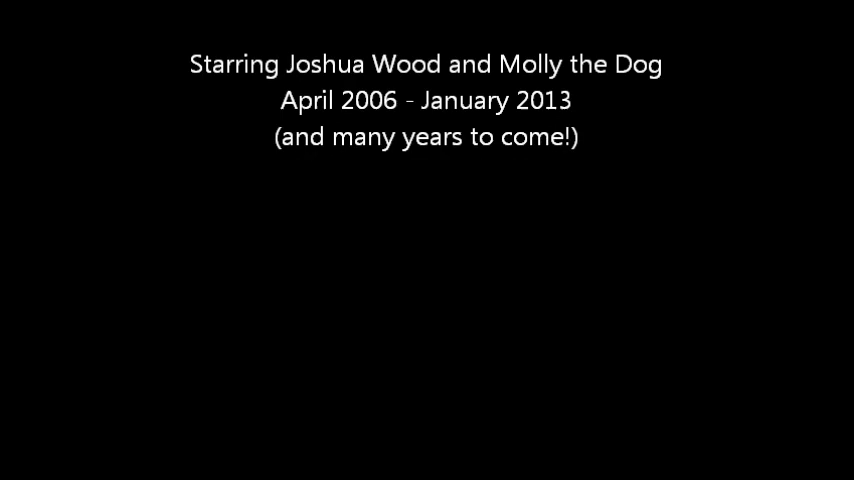 Starring Joshua Wood and Molly the Dog
April 2006 - January 2013
(and many years to come!)